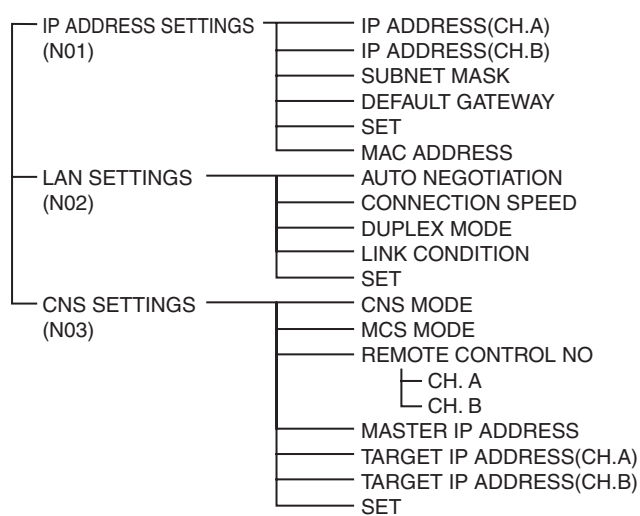 IP ADDRESS SETTINGS
(N01)
IP ADDRESS(CH.A)
IP ADDRESS(CH.B)
SUBNET MASK
DEFAULT GATEWAY
SET
MAC ADDRESS
LAN SETTINGS
(N02)
AUTO NEGOTIATION
CONNECTION SPEED
DUPLEX MODE
LINK CONDITION
SET
CNS SETTINGS
(N03)
CNS MODE
MCS MODE
REMOTE CONTROL NO
CH. A
CH. B
MASTER IP ADDRESS
TARGET IP ADDRESS(CH.A)
TARGET IP ADDRESS(CH.B)
SET